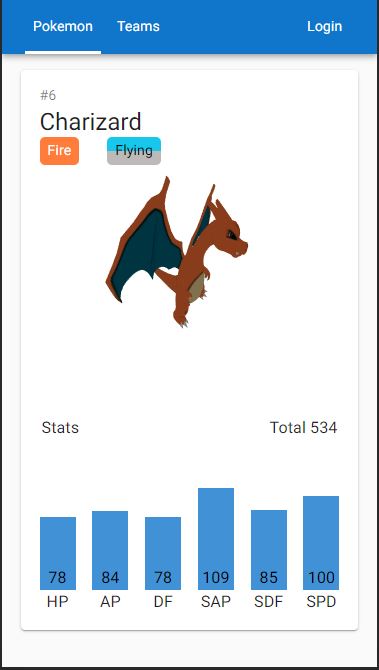 Pokemon Teams Login
#6
Charizard
Fire Flying
Stats Total 534
78 84 78 109 85 100
HP AP DF SAP SDF SPD